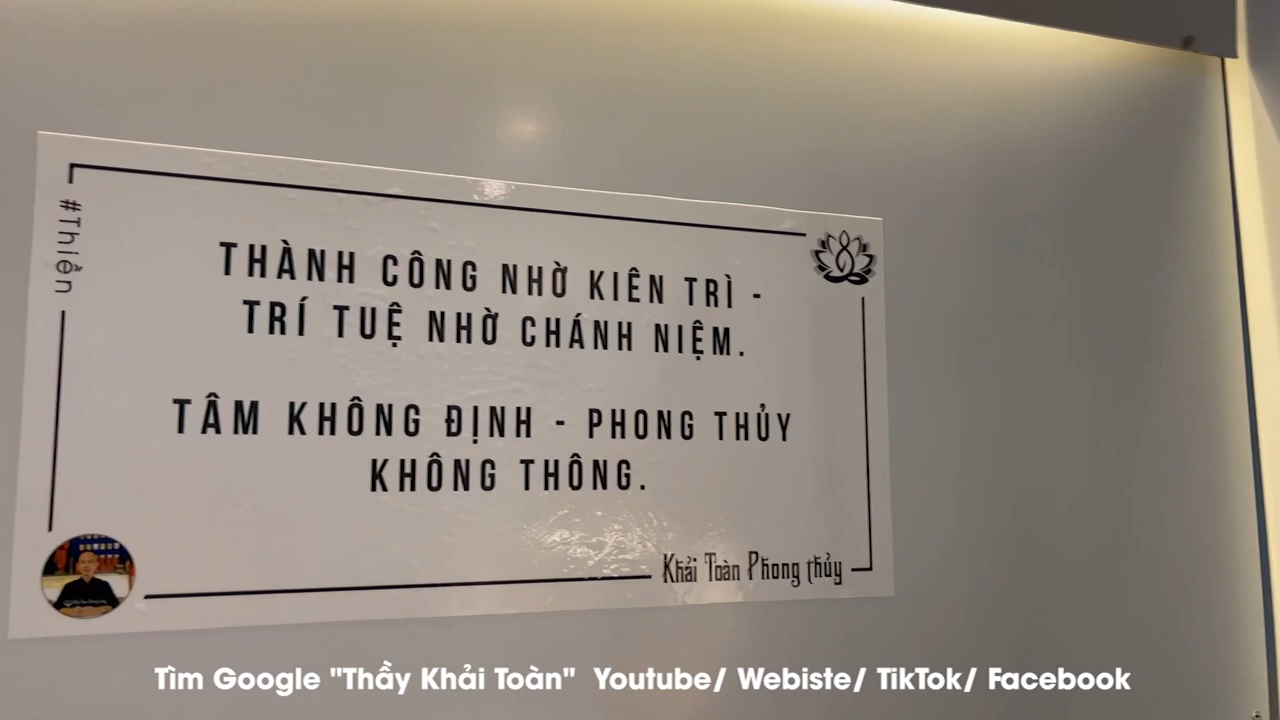 #Thiền
THÀNH CÔNG NHỜ KIÊN TRÌ -
TRÍ TUỆ NHỜ CHÁNH NIỆM.
TÂM KHÔNG ĐỊNH - PHONG THỦY
KHÔNG THÔNG.
Khải Toàn Phong thủy
Tìm Google "Thầy Khải Toàn" Youtube/ Webiste/ TikTok/ Facebook